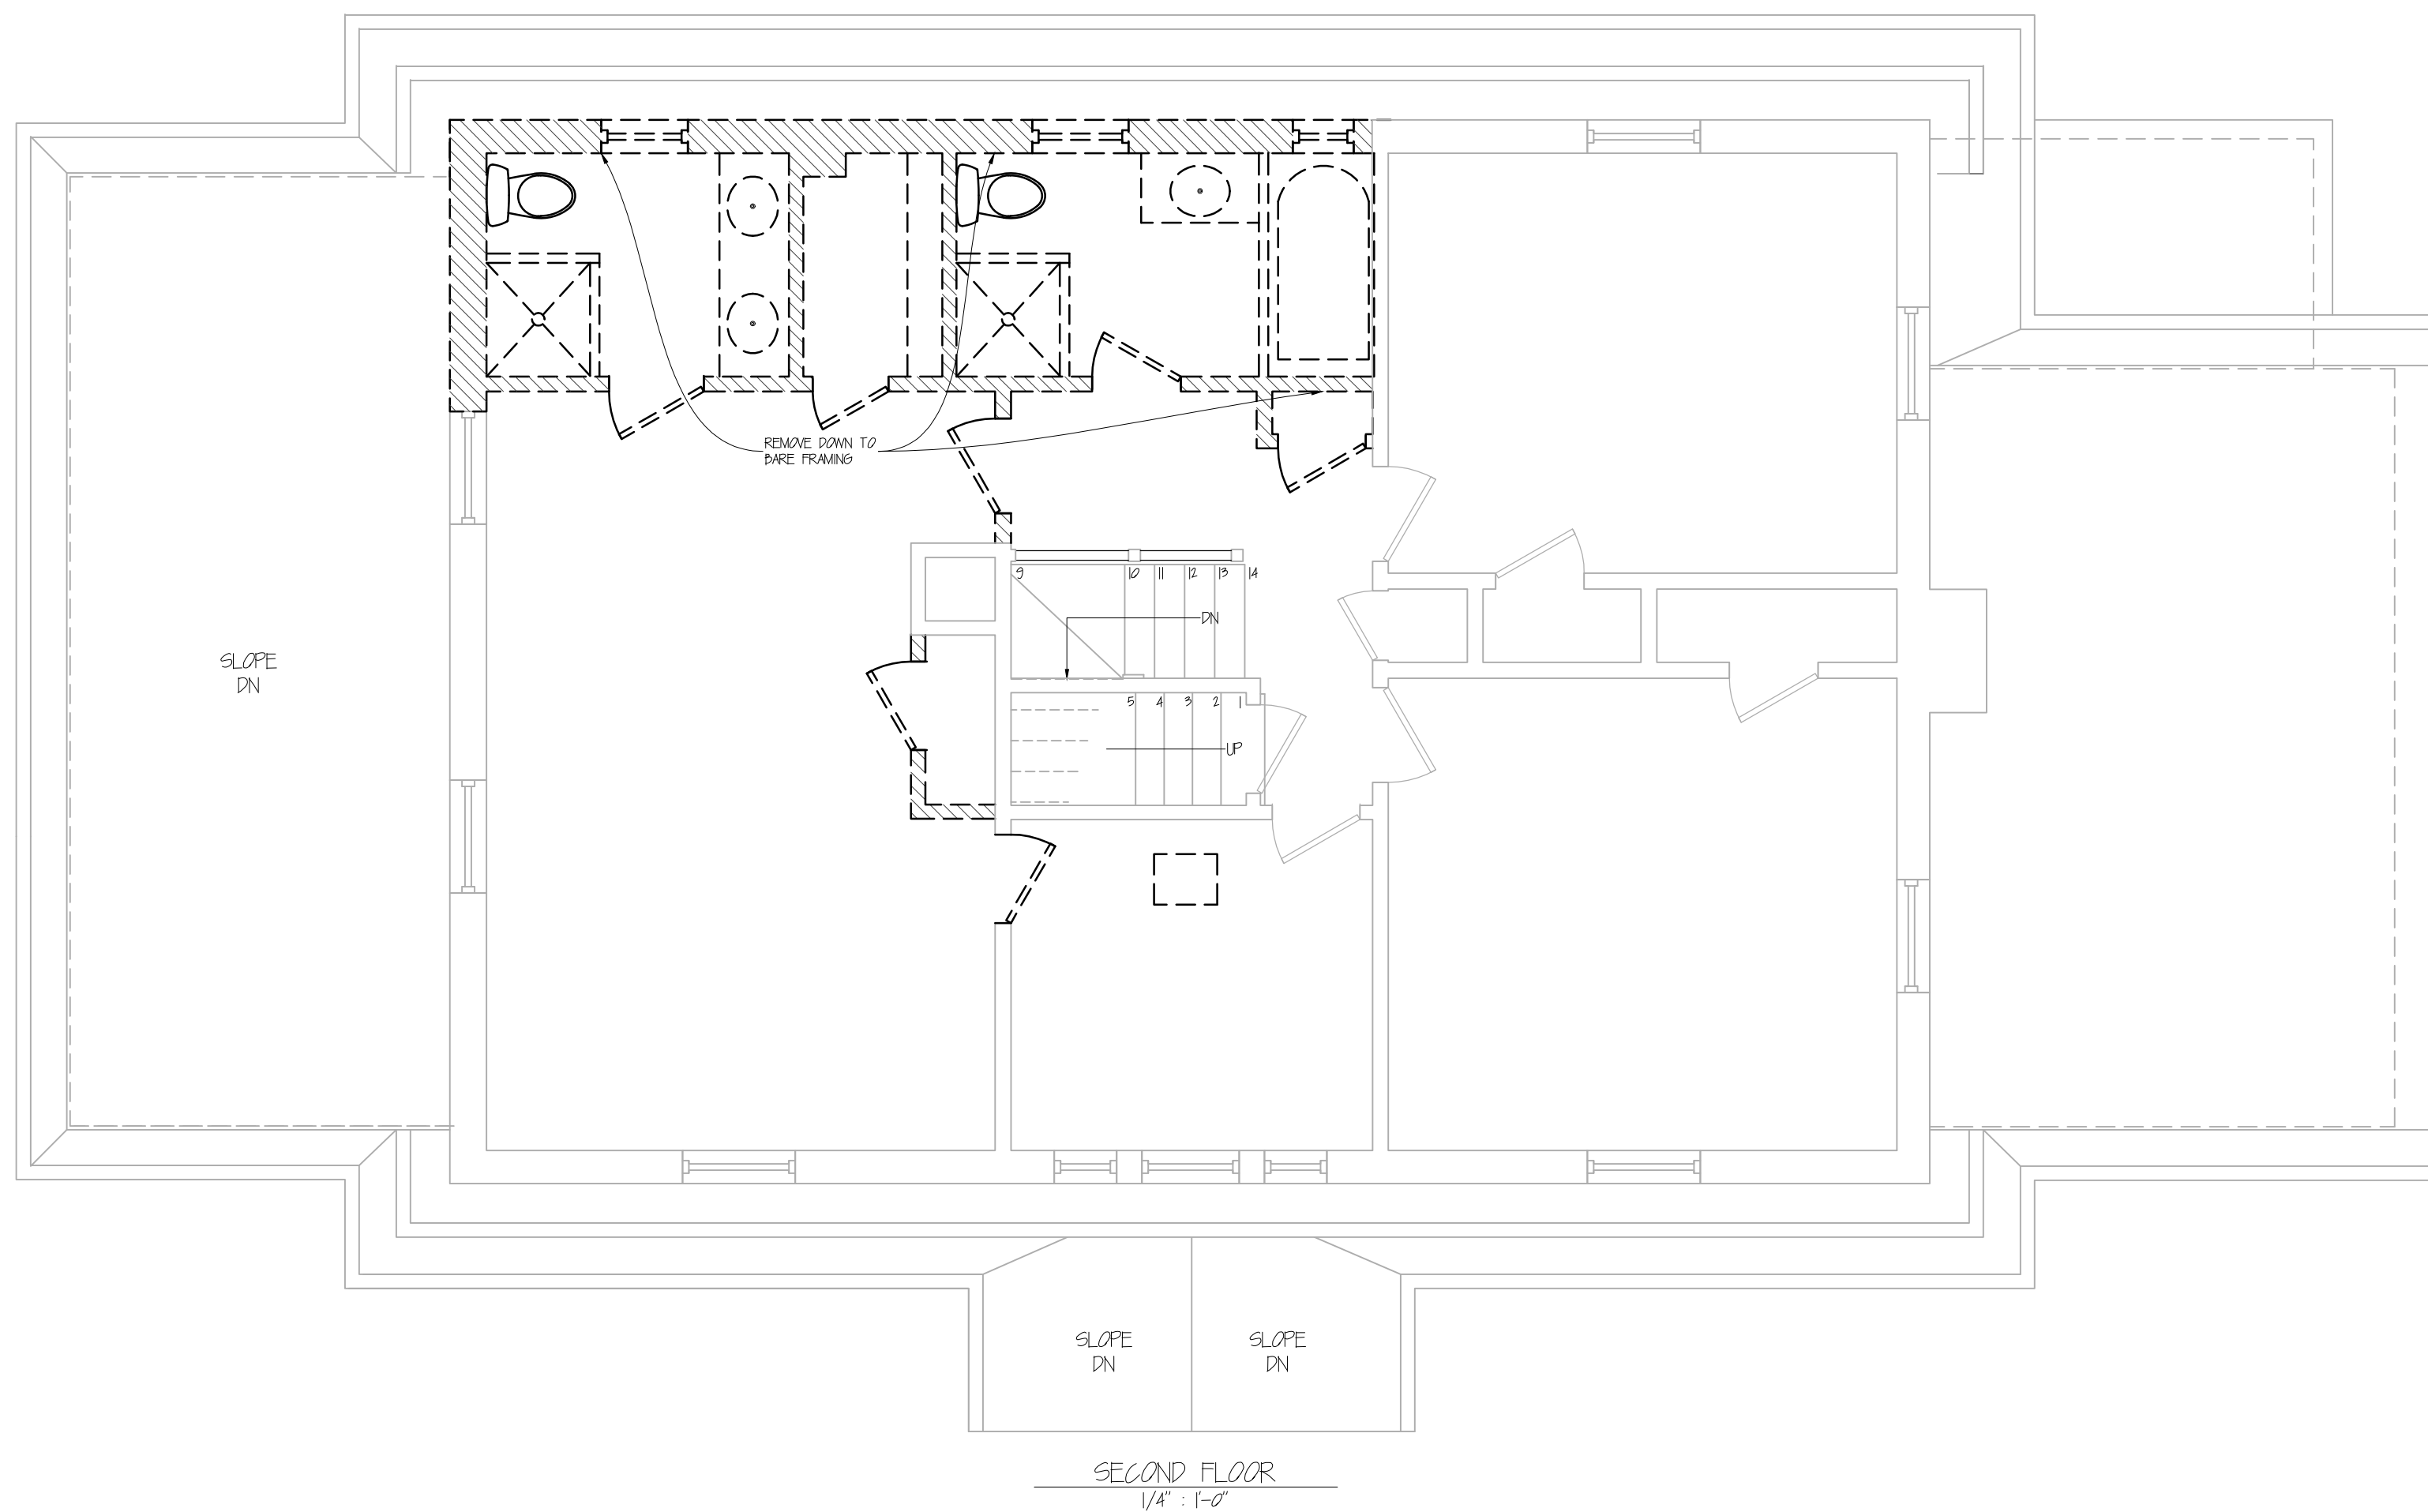 REMOVE DOWN TO
BARE FRAMING
9 10 11 12 13 14
DN
SLOPE
DN
5 4 3 2 1
UP
SLOPE
DN
SLOPE
DN
SECOND FLOOR
1/4" : 1'-0"